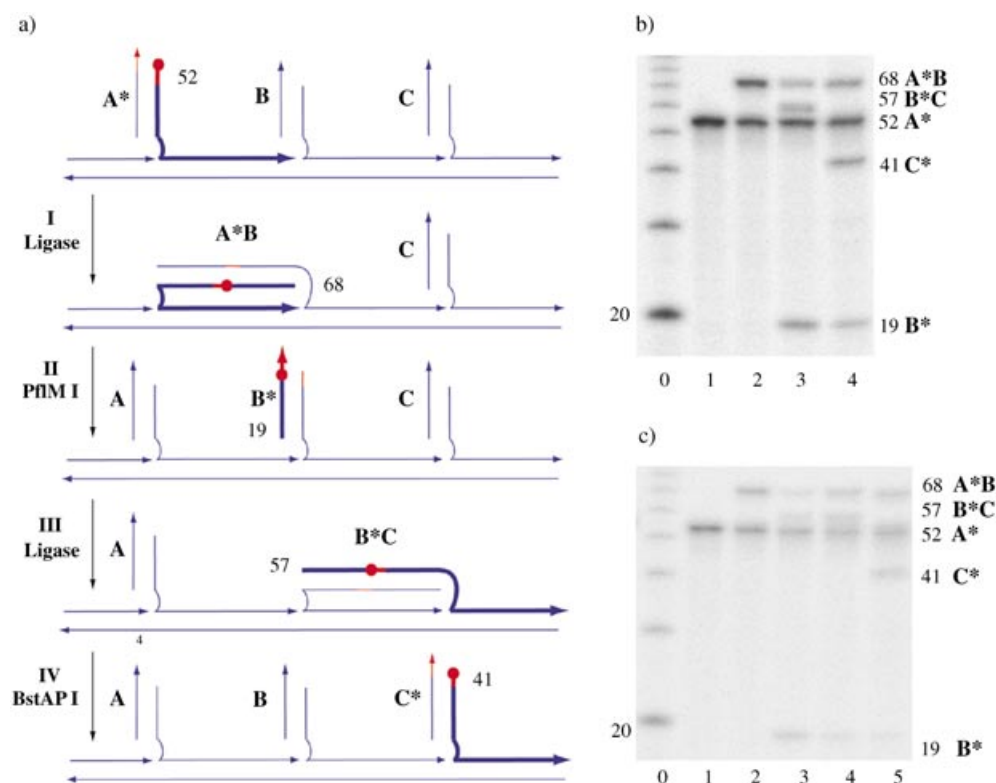 a)
52
A*
B
C
I
Ligase
A*B
68
C
II
PflM I
A
B*
19
C
III
Ligase
A
B*C
57
4
IV
BstAP I
A
B
C*
41
b)
68 A*B
57 B*C
52 A*
41 C*
20
19 B*
0 1 2 3 4
c)
68 A*B
57 B*C
52 A*
41 C*
20
19 B*
0 1 2 3 4 5